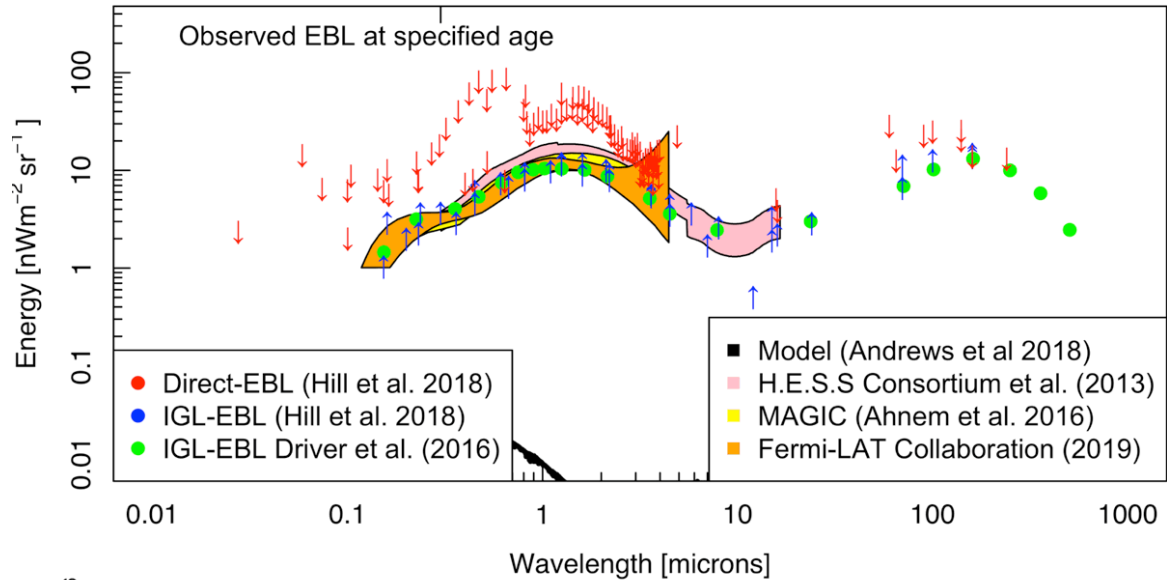 Observed EBL at specified age
Energy [nWm⁻² sr⁻¹ ]
100
10
1
0.1
0.01
Direct-EBL (Hill et al. 2018)
IGL-EBL (Hill et al. 2018)
IGL-EBL Driver et al. (2016)
Model (Andrews et al 2018)
H.E.S.S Consortium et al. (2013)
MAGIC (Ahnem et al. 2016)
Fermi-LAT Collaboration (2019)
0.01 0.1 1 10 100 1000
Wavelength [microns]